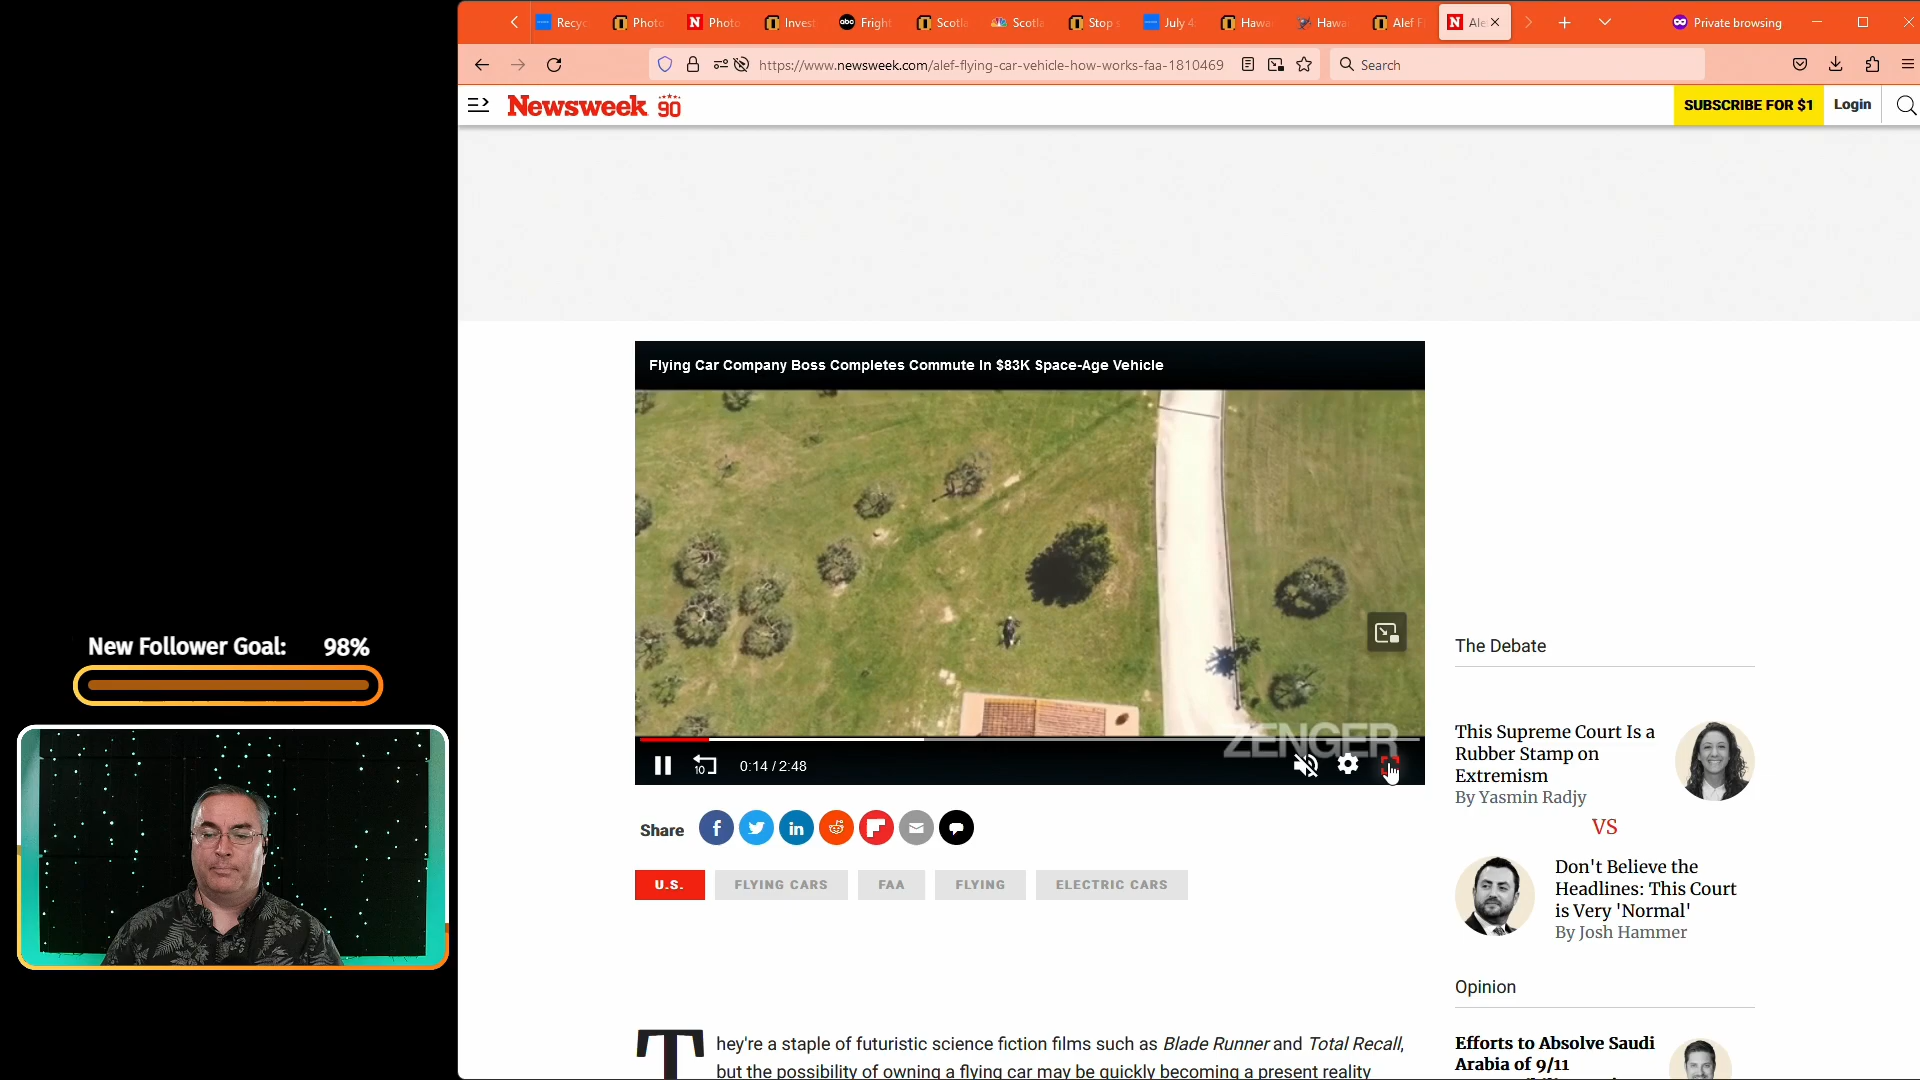 Recyc
Photo
Photo
Invest
abc
Fright
Scotla
Scotla
Stop s
July 4
Hawa
Hawa
Alef F
Ale
Private browsing
https://www.newsweek.com/alef-flying-car-vehicle-how-works-faa-1810469
Search
Newsweek 90
SUBSCRIBE FOR $1
Login
Flying Car Company Boss Completes Commute In $83K Space-Age Vehicle
ZENGER
10
0:14 / 2:48
Share
U.S.
FLYING CARS
FAA
FLYING
ELECTRIC CARS
They're a staple of futuristic science fiction films such as Blade Runner and Total Recall,
but the possibility of owning a flying car may be quickly becoming a present reality
The Debate
This Supreme Court Is a
Rubber Stamp on
Extremism
By Yasmin Radjy
VS
Don't Believe the
Headlines: This Court
is Very 'Normal'
By Josh Hammer
Opinion
Efforts to Absolve Saudi
Arabia of 9/11
New Follower Goal: 98%